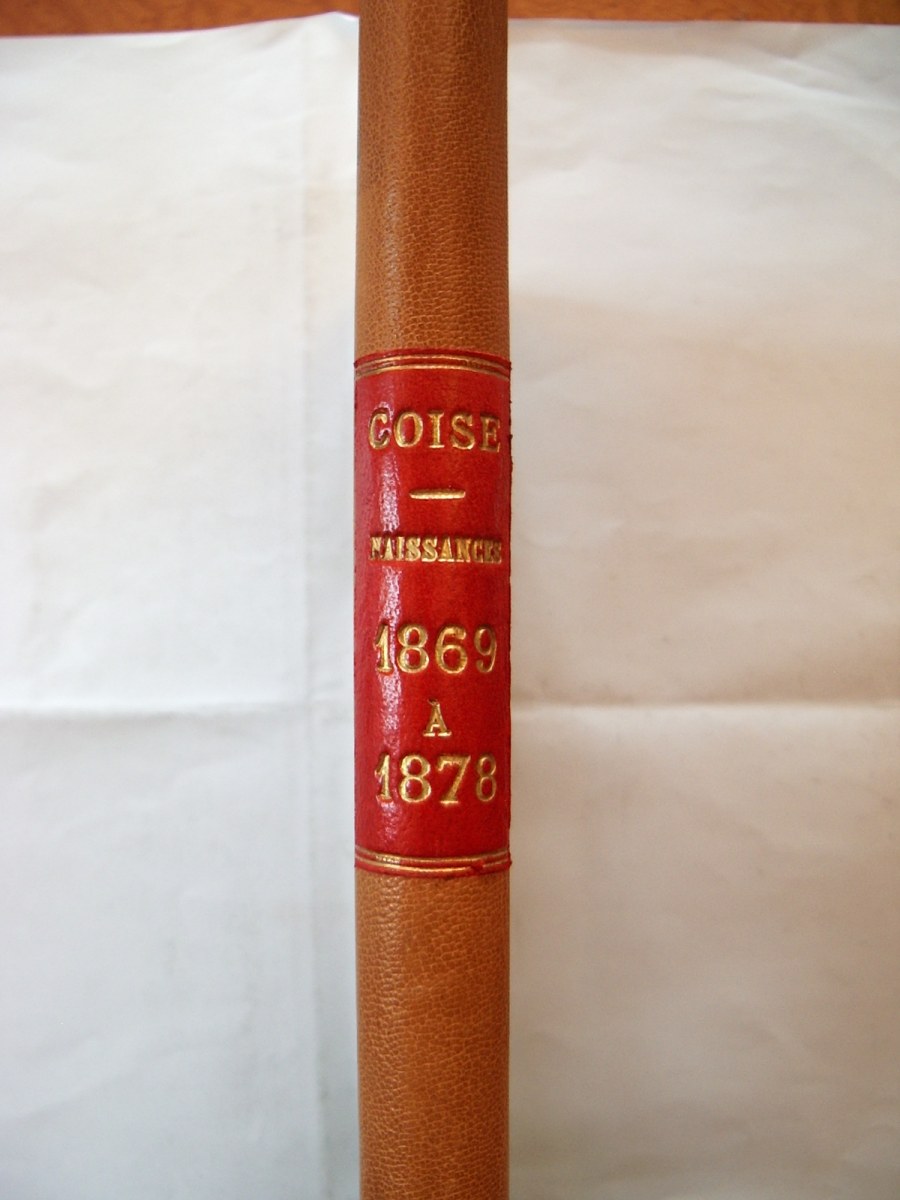 COISE
NAISSANCES
1869
À
1878